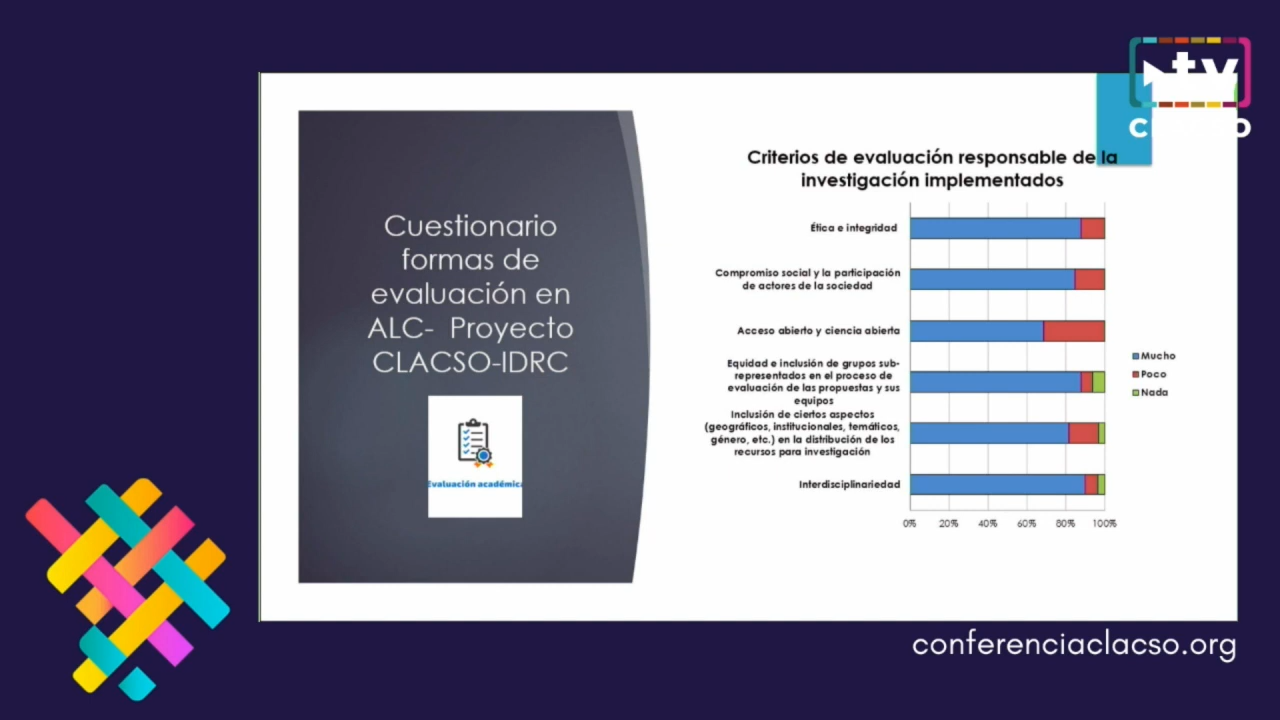 tv
Cuestionario
formas de
evaluación en
ALC- Proyecto
CLACSO-IDRC
Evaluación académica
Criterios de evaluación responsable de la
investigación implementados
Ética e integridad
Compromiso social y la participación
de actores de la sociedad
Acceso abierto y ciencia abierta
Equidad e inclusión de grupos sub-
representados en el proceso de
evaluación de las propuestas y sus
equipos
Inclusión de ciertos aspectos
(geográficos, institucionales, temáticos,
género, etc.) en la distribución de los
recursos para investigación
Interdisciplinariedad
0% 20% 40% 60% 80% 100%
Mucho
Poco
Nada
conferenciaclacso.org